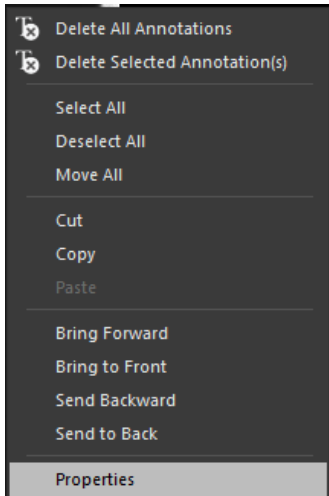 Delete All Annotations
Delete Selected Annotation(s)
Select All
Deselect All
Move All
Cut
Copy
Paste
Bring Forward
Bring to Front
Send Backward
Send to Back
Properties